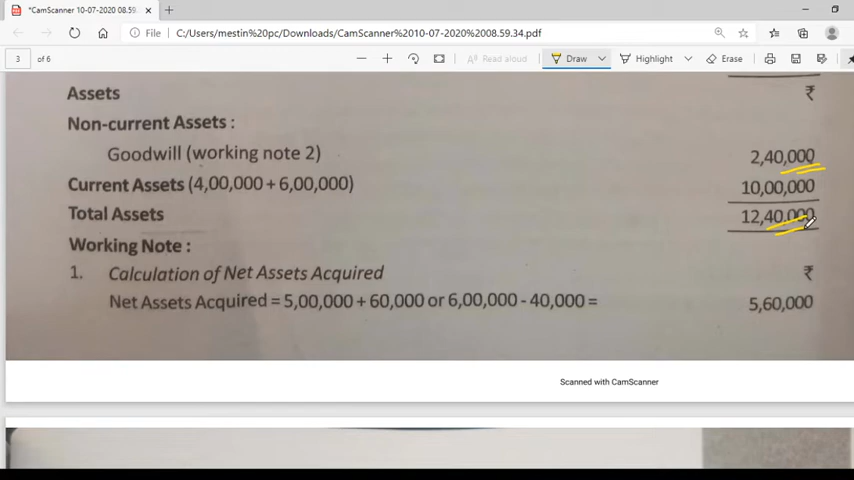 *CamScanner 10-07-2020 08.59.
File C:/Users/mestin%20pc/Downloads/CamScanner%2010-07-2020%2008.59.34.pdf
3 of 6 Read aloud Draw Highlight Erase
Assets ₹
Non-current Assets :
Goodwill (working note 2) 2,40,000
Current Assets (4,00,000 + 6,00,000) 10,00,000
Total Assets 12,40,000
Working Note :
1. Calculation of Net Assets Acquired ₹
Net Assets Acquired = 5,00,000 + 60,000 or 6,00,000 - 40,000 = 5,60,000
Scanned with CamScanner